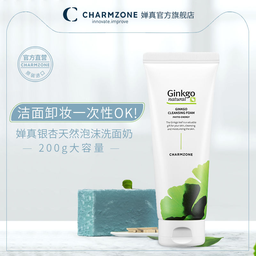 CHARMZONE
innovate.improve
婵真官方旗舰店
官方直营
洁面卸妆一次性OK!
婵真银杏天然泡沫洗面奶
200g大容量
Ginkgo
natural
GINKGO
CLEANSING FOAM
CHARMZONE